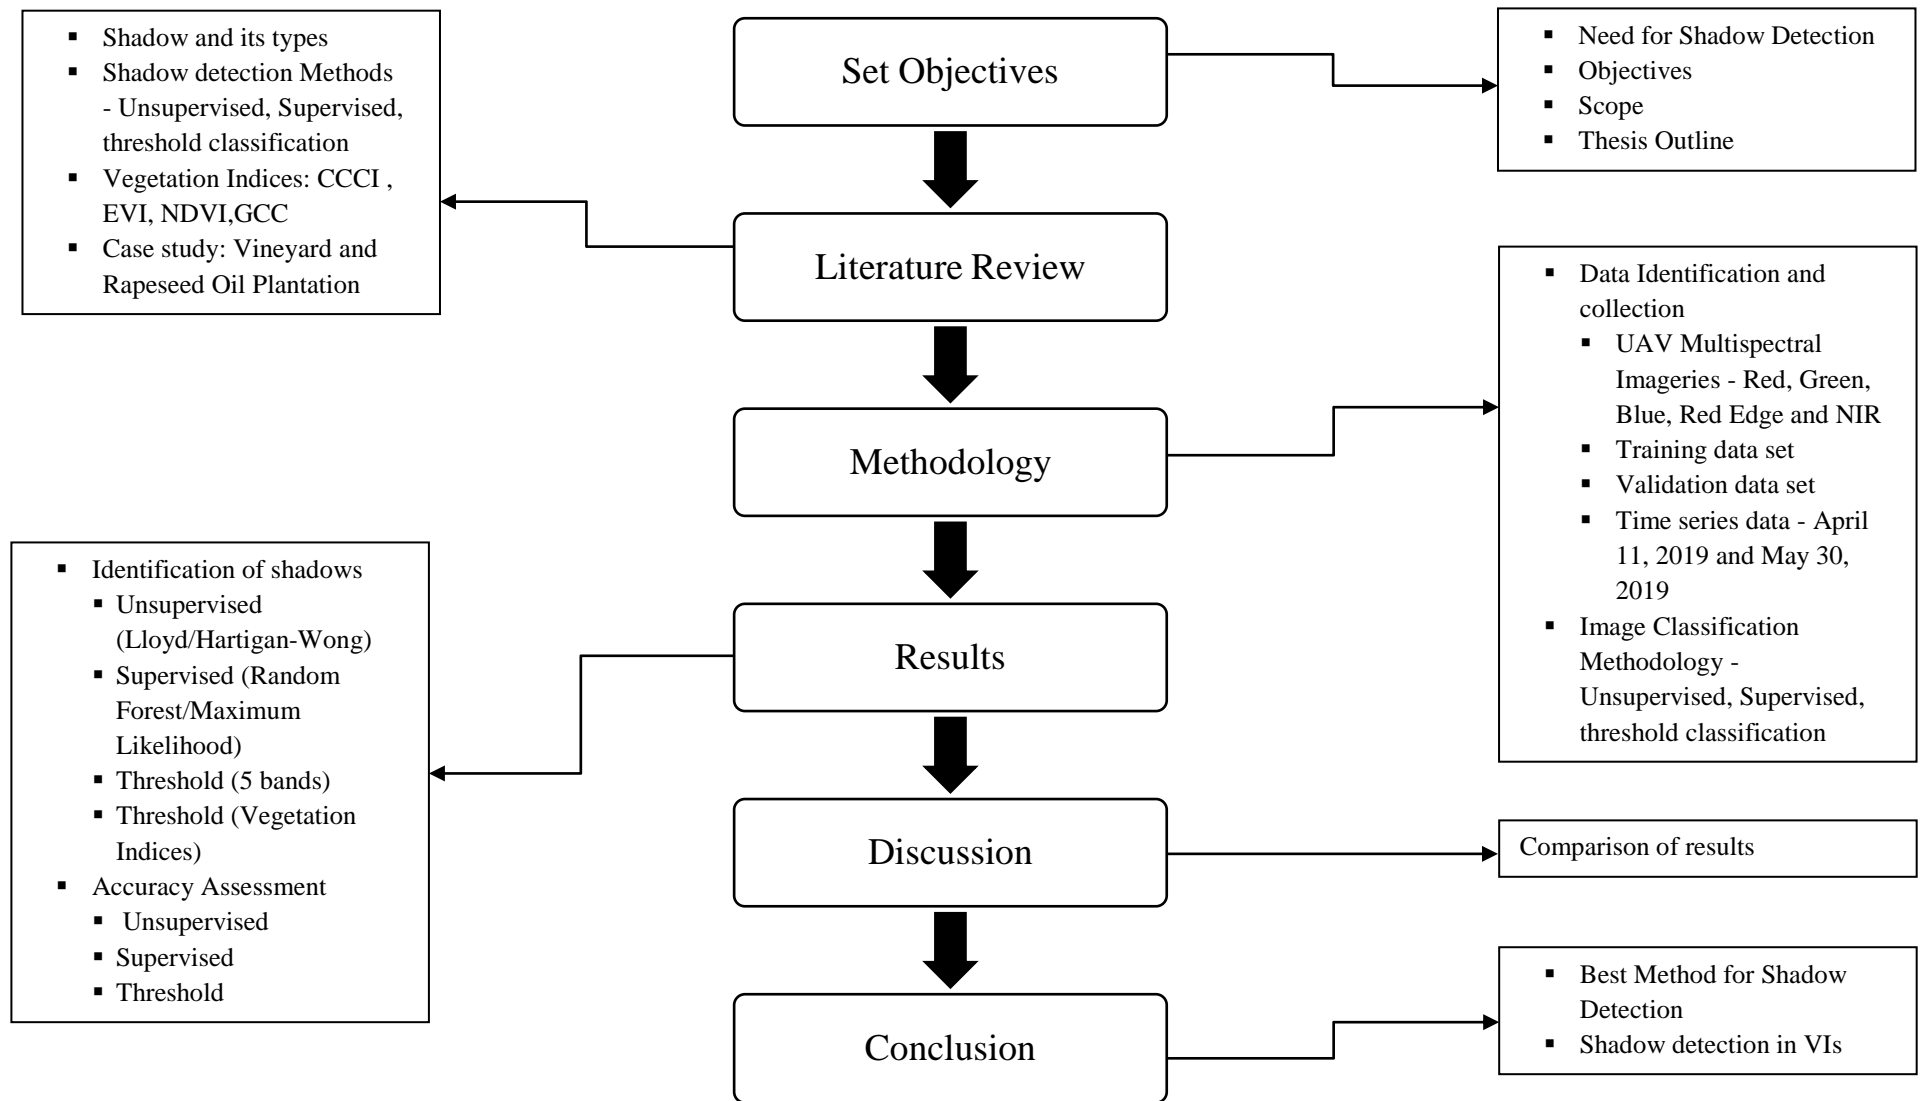 Set Objectives
▪ Need for Shadow Detection
▪ Objectives
▪ Scope
▪ Thesis Outline
Literature Review
▪ Shadow and its types
▪ Shadow detection Methods
- Unsupervised, Supervised,
threshold classification
▪ Vegetation Indices: CCCI ,
EVI, NDVI,GCC
▪ Case study: Vineyard and
Rapeseed Oil Plantation
Methodology
▪ Data Identification and
collection
▪ UAV Multispectral
Imageries - Red, Green,
Blue, Red Edge and NIR
▪ Training data set
▪ Validation data set
▪ Time series data - April
11, 2019 and May 30,
2019
▪ Image Classification
Methodology -
Unsupervised, Supervised,
threshold classification
Results
▪ Identification of shadows
▪ Unsupervised
(Lloyd/Hartigan-Wong)
▪ Supervised (Random
Forest/Maximum
Likelihood)
▪ Threshold (5 bands)
▪ Threshold (Vegetation
Indices)
▪ Accuracy Assessment
▪ Unsupervised
▪ Supervised
▪ Threshold
Discussion
Comparison of results
Conclusion
▪ Best Method for Shadow
Detection
▪ Shadow detection in VIs